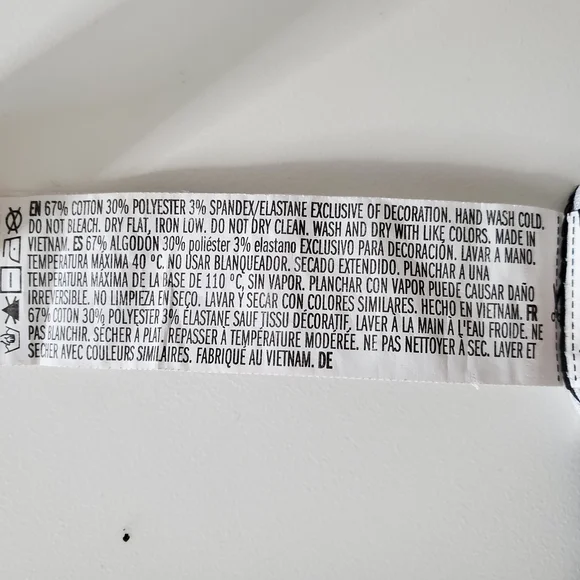 EN 67% COTTON 30% POLYESTER 3% SPANDEX/ELASTANE EXCLUSIVE OF DECORATION. HAND WASH COLD.
DO NOT BLEACH. DRY FLAT, IRON LOW. DO NOT DRY CLEAN. WASH AND DRY WITH LIKE COLORS. MADE IN
VIETNAM. ES 67% ALGODÓN 30% poliéster 3% elastano EXCLUSIVO PARA DECORACIÓN. LAVAR A MANO.
TEMPERATURA MÁXIMA 40 °C. NO USAR BLANQUEADOR. SECADO EXTENDIDO. PLANCHAR A UNA
TEMPERATURA MÁXIMA DE LA BASE DE 110 °C, SIN VAPOR. PLANCHAR CON VAPOR PUEDE CAUSAR DAÑO
IRREVERSIBLE. NO LIMPIEZA EN SECO. LAVAR Y SECAR CON COLORES SIMILARES. HECHO EN VIETNAM. FR
67% COTON 30% POLYESTER 3% ÉLASTANE SAUF TISSU DÉCORATIF, LAVER À LA MAIN À L'EAU FROIDE. NE
PAS BLANCHIR. SÉCHER À PLAT, REPASSER À TEMPÉRATURE MODÉRÉE. NE PAS NETTOYER À SEC. LAVER ET
SÉCHER AVEC COULEURS SIMILAIRES. FABRIQUÉ AU VIETNAM. DE